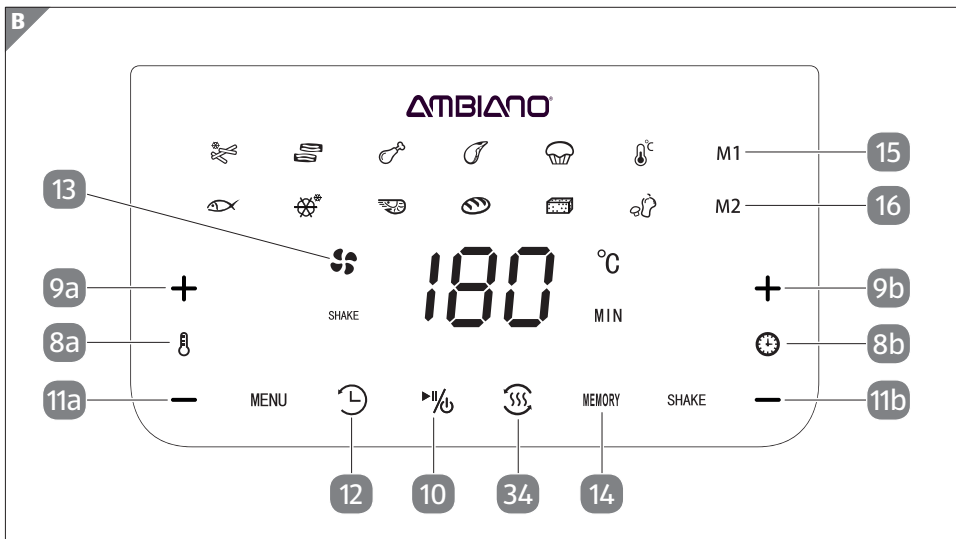 B
AMBIANO
°C M1 15
13 M2 16
180 °C
9a SHAKE MIN 9b
8a 8b
11a MENU MEMORY SHAKE 11b
12 10 34 14